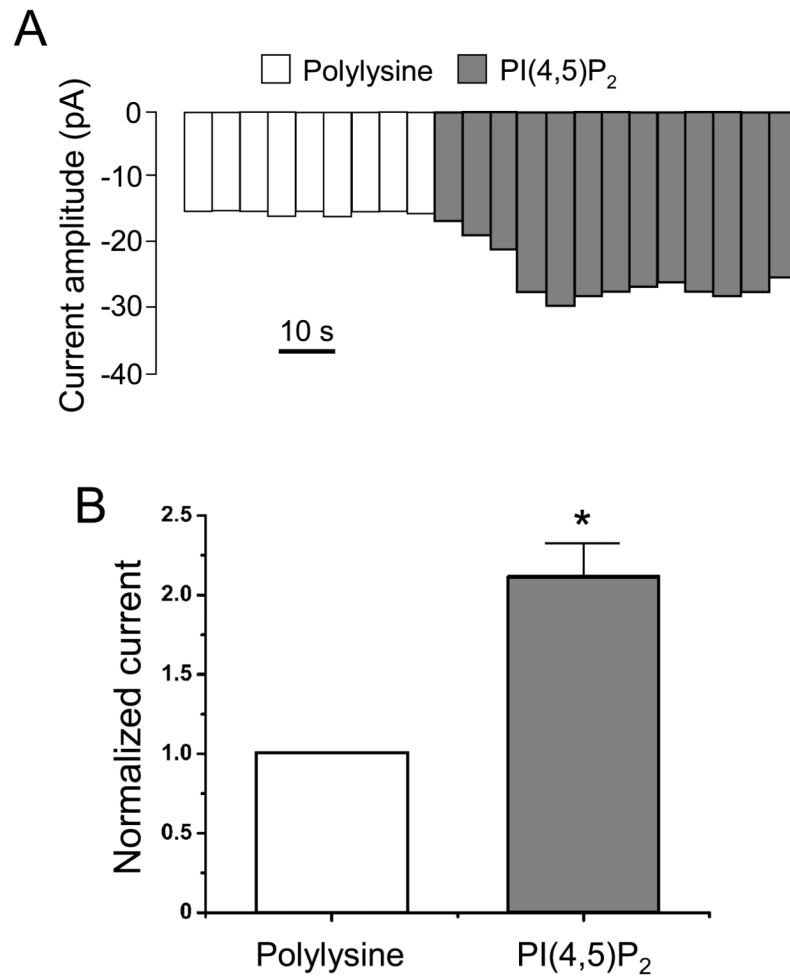 A
Polylysine PI(4,5)P₂
Current amplitude (pA)
0
-10
-20
-30
-40
10 s
B
Normalized current
2.5
2.0
1.5
1.0
0.5
0
*
Polylysine PI(4,5)P₂